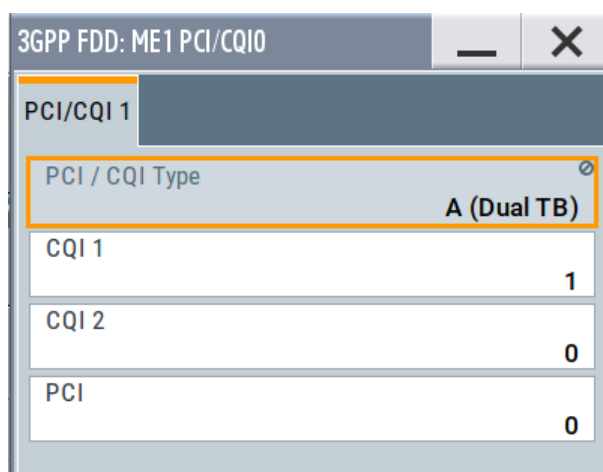 3GPP FDD: ME1 PCI/CQI0
PCI/CQI 1
PCI / CQI Type
A (Dual TB)
CQI 1
1
CQI 2
0
PCI
0